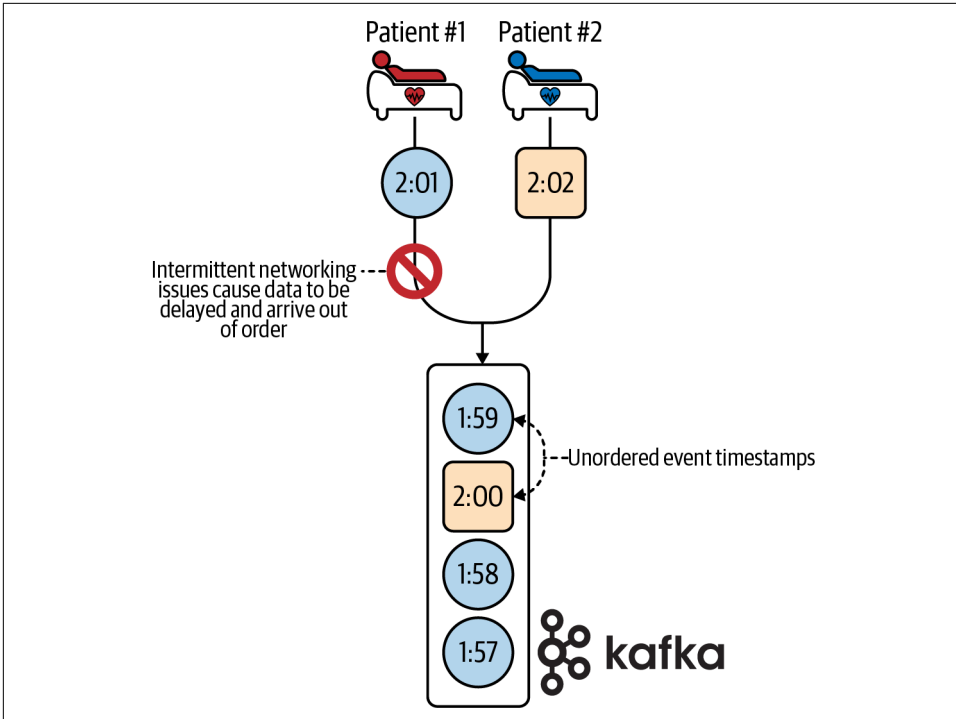 Patient #1
Patient #2
2:01
2:02
Intermittent networking
issues cause data to be
delayed and arrive out
of order
1:59
Unordered event timestamps
2:00
1:58
1:57
kafka